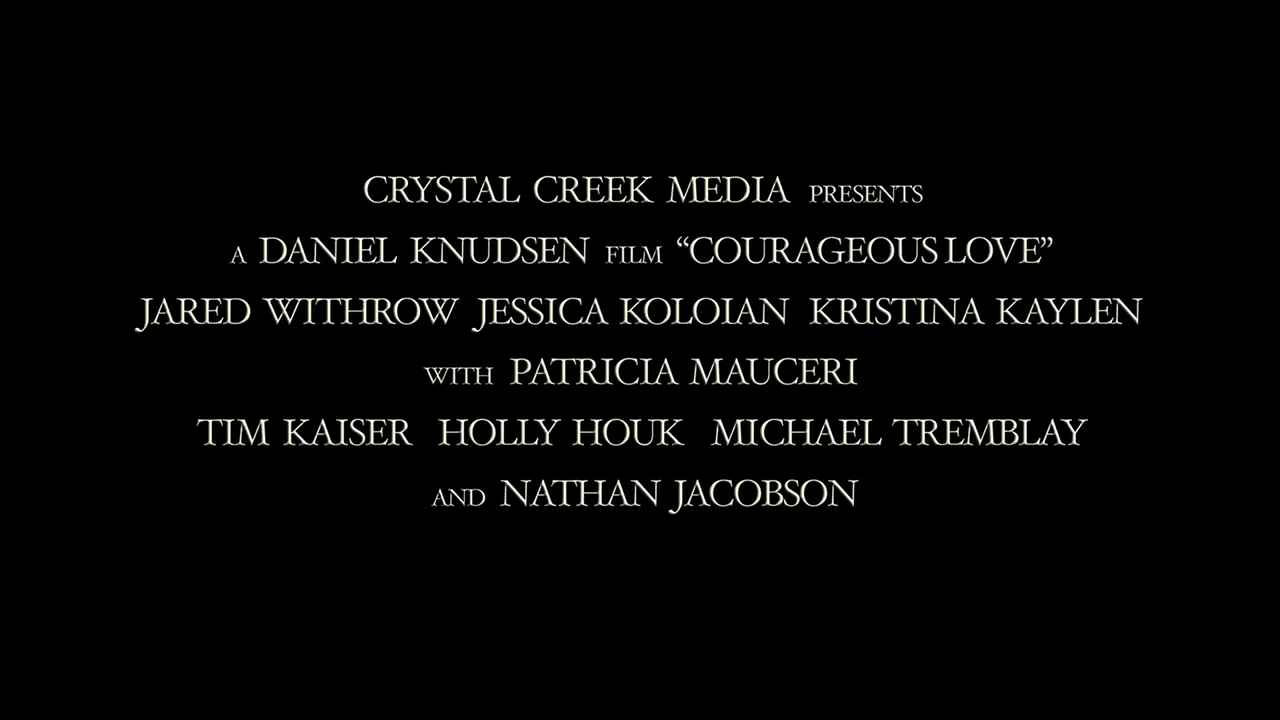 CRYSTAL CREEK MEDIA PRESENTS
A DANIEL KNUDSEN FILM “COURAGEOUS LOVE”
JARED WITHROW JESSICA KOLOIAN KRISTINA KAYLEN
WITH PATRICIA MAUCERI
TIM KAISER HOLLY HOUK MICHAEL TREMBLAY
AND NATHAN JACOBSON